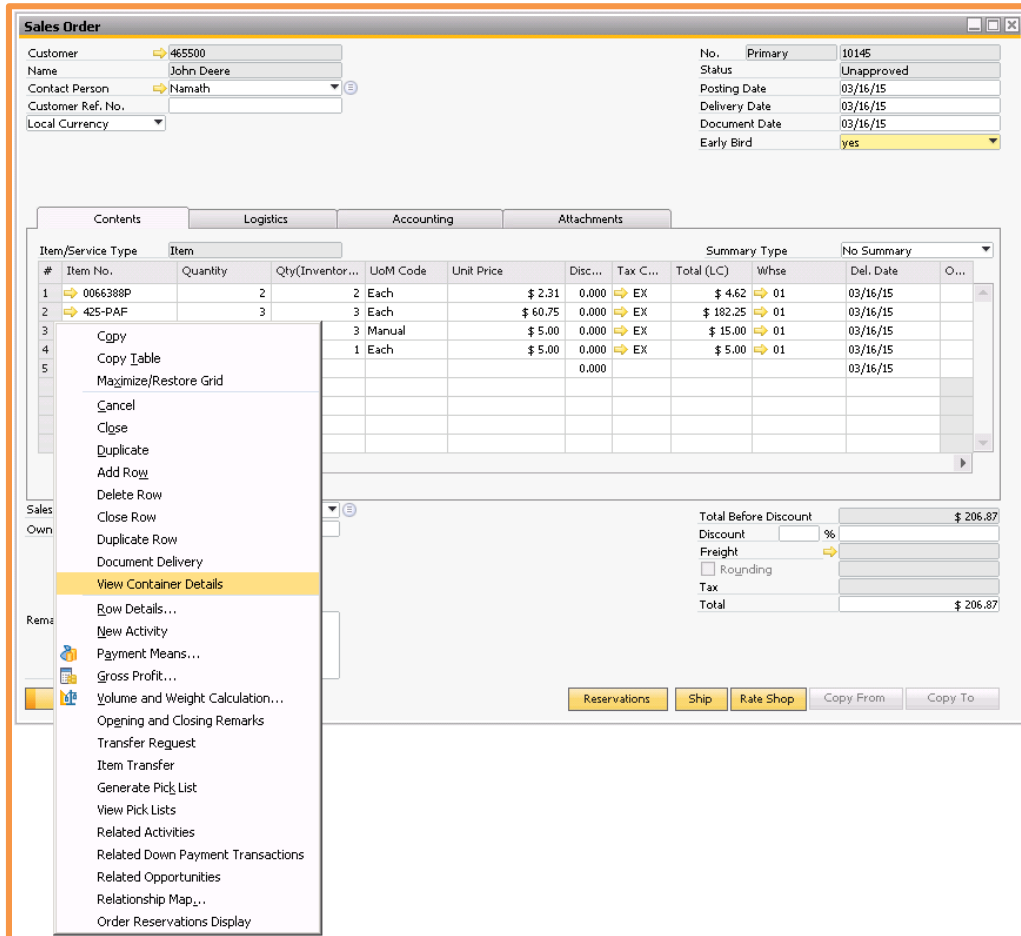 Sales Order
Customer 465500 No. Primary 10145
Name John Deere Status Unapproved
Contact Person Namath Posting Date 03/16/15
Customer Ref. No. Delivery Date 03/16/15
Local Currency Document Date 03/16/15
Early Bird yes
Contents Logistics Accounting Attachments
Item/Service Type Item Summary Type No Summary
# Item No. Quantity Qty(Inventor... UoM Code Unit Price Disc... Tax C... Total (LC) Whse Del. Date O...
1 0066388P 2 2 Each $ 2.31 0.000 EX $ 4.62 01 03/16/15
2 425-PAF 3 3 Each $ 60.75 0.000 EX $ 182.25 01 03/16/15
3 3 Manual $ 5.00 0.000 EX $ 15.00 01 03/16/15
4 1 Each $ 5.00 0.000 EX $ 5.00 01 03/16/15
5 0.000 03/16/15
Copy
Copy Table
Maximize/Restore Grid
Cancel
Close
Duplicate
Add Row
Delete Row
Close Row
Duplicate Row
Document Delivery
View Container Details
Row Details...
New Activity
Payment Means...
Gross Profit...
Volume and Weight Calculation...
Opening and Closing Remarks
Transfer Request
Item Transfer
Generate Pick List
View Pick Lists
Related Activities
Related Down Payment Transactions
Related Opportunities
Relationship Map...
Order Reservations Display
Sales
Own
Rema
Total Before Discount $ 206.87
Discount %
Freight
Rounding
Tax
Total $ 206.87
Reservations Ship Rate Shop Copy From Copy To